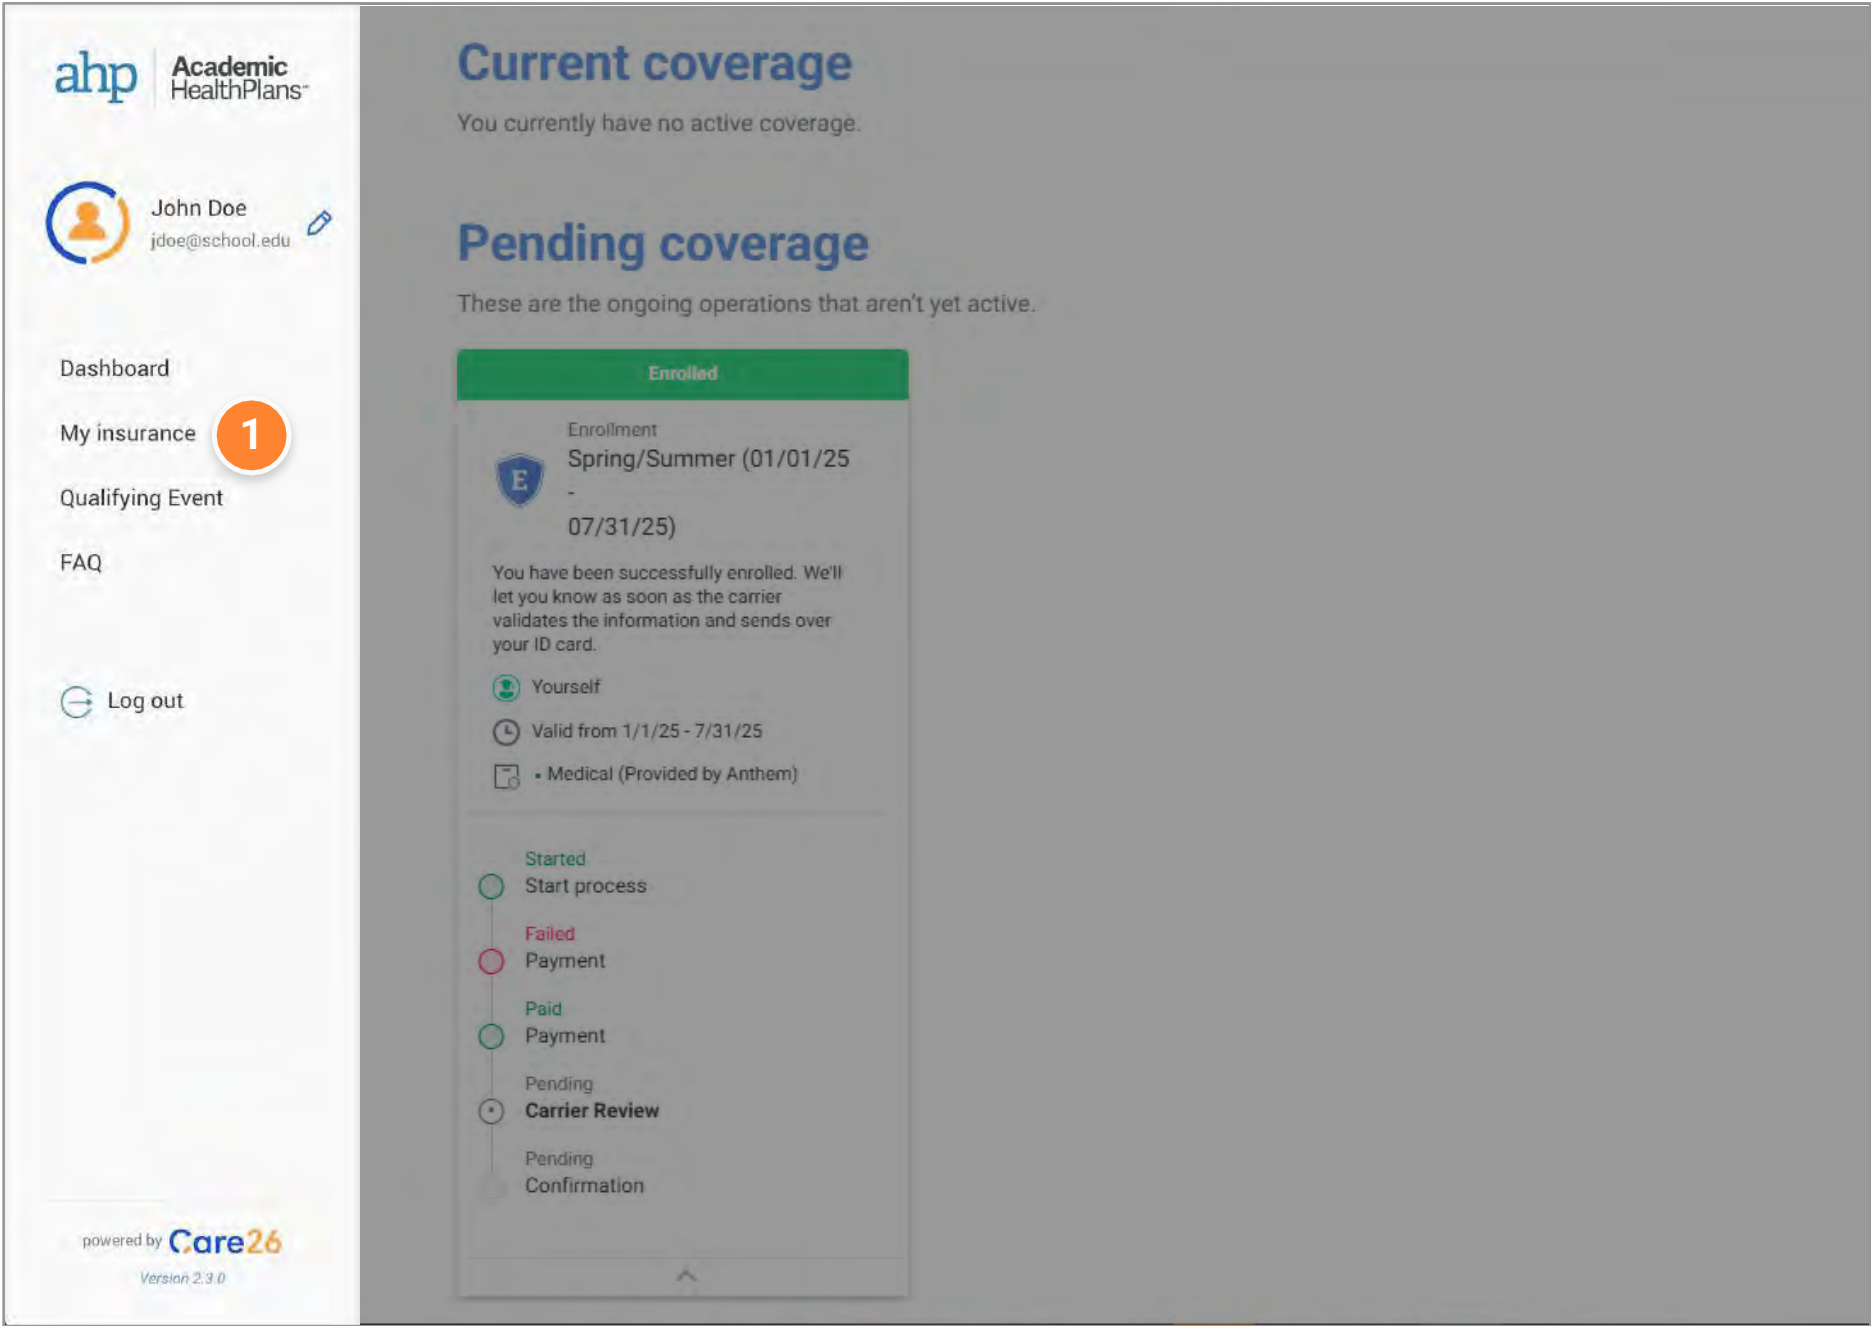 ahp Academic HealthPlans
John Doe
jdoe@school.edu
Dashboard
My insurance
1
Qualifying Event
FAQ
Log out
powered by Care26
Version 2.3.0
Current coverage
You currently have no active coverage.
Pending coverage
These are the ongoing operations that aren't yet active.
Enrolled
Enrollment
E
Spring/Summer (01/01/25
-
07/31/25)
You have been successfully enrolled. We'll
let you know as soon as the carrier
validates the information and sends over
your ID card.
Yourself
Valid from 1/1/25 - 7/31/25
• Medical (Provided by Anthem)
Started
Start process
Failed
Payment
Paid
Payment
Pending
Carrier Review
Pending
Confirmation